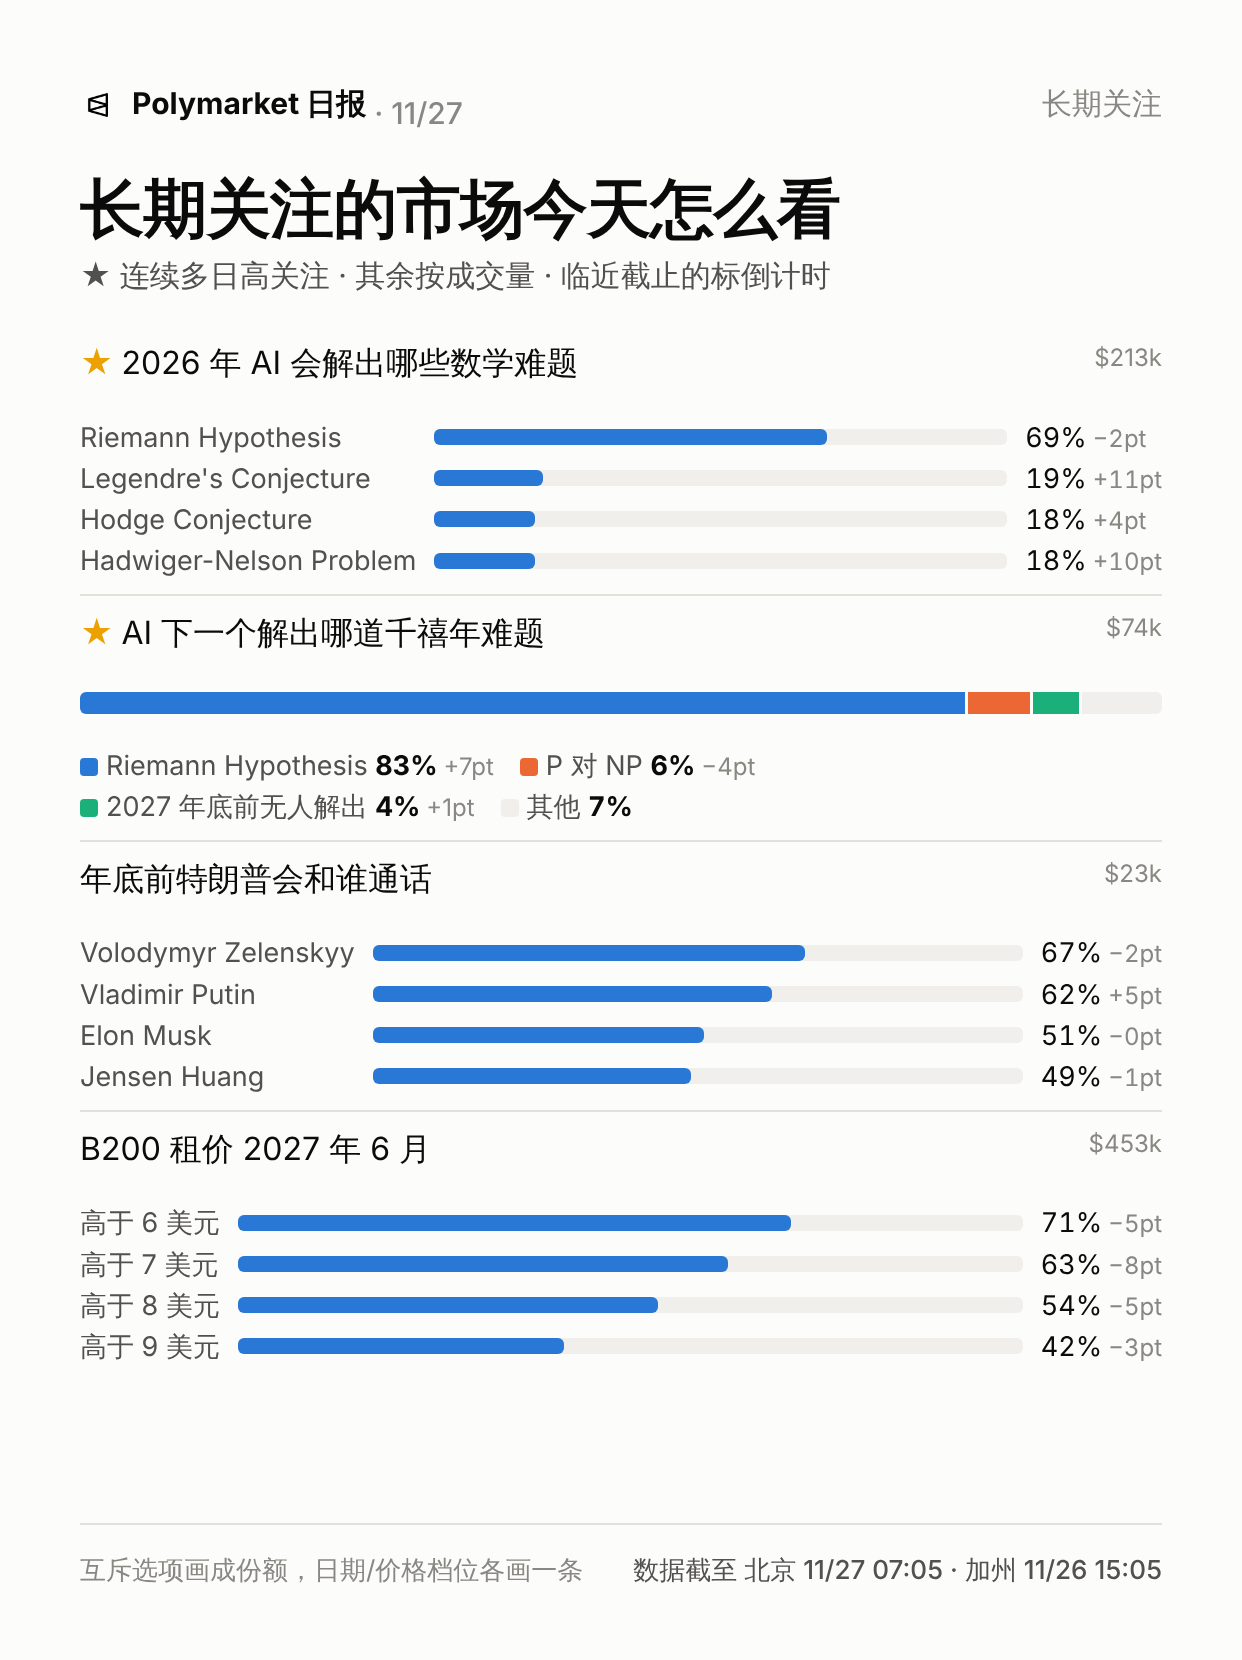 Polymarket 日报 · 11/27
长期关注
长期关注的市场今天怎么看
★ 连续多日高关注 · 其余按成交量 · 临近截止的标倒计时
★ 2026 年 AI 会解出哪些数学难题 $213k
Riemann Hypothesis 69% −2pt
Legendre's Conjecture 19% +11pt
Hodge Conjecture 18% +4pt
Hadwiger-Nelson Problem 18% +10pt
★ AI 下一个解出哪道千禧年难题 $74k
Riemann Hypothesis 83% +7pt P 对 NP 6% −4pt
2027 年底前无人解出 4% +1pt 其他 7%
年底前特朗普会和谁通话 $23k
Volodymyr Zelenskyy 67% −2pt
Vladimir Putin 62% +5pt
Elon Musk 51% −0pt
Jensen Huang 49% −1pt
B200 租价 2027 年 6 月 $453k
高于 6 美元 71% −5pt
高于 7 美元 63% −8pt
高于 8 美元 54% −5pt
高于 9 美元 42% −3pt
互斥选项画成份额，日期/价格档位各画一条
数据截至 北京 11/27 07:05 · 加州 11/26 15:05